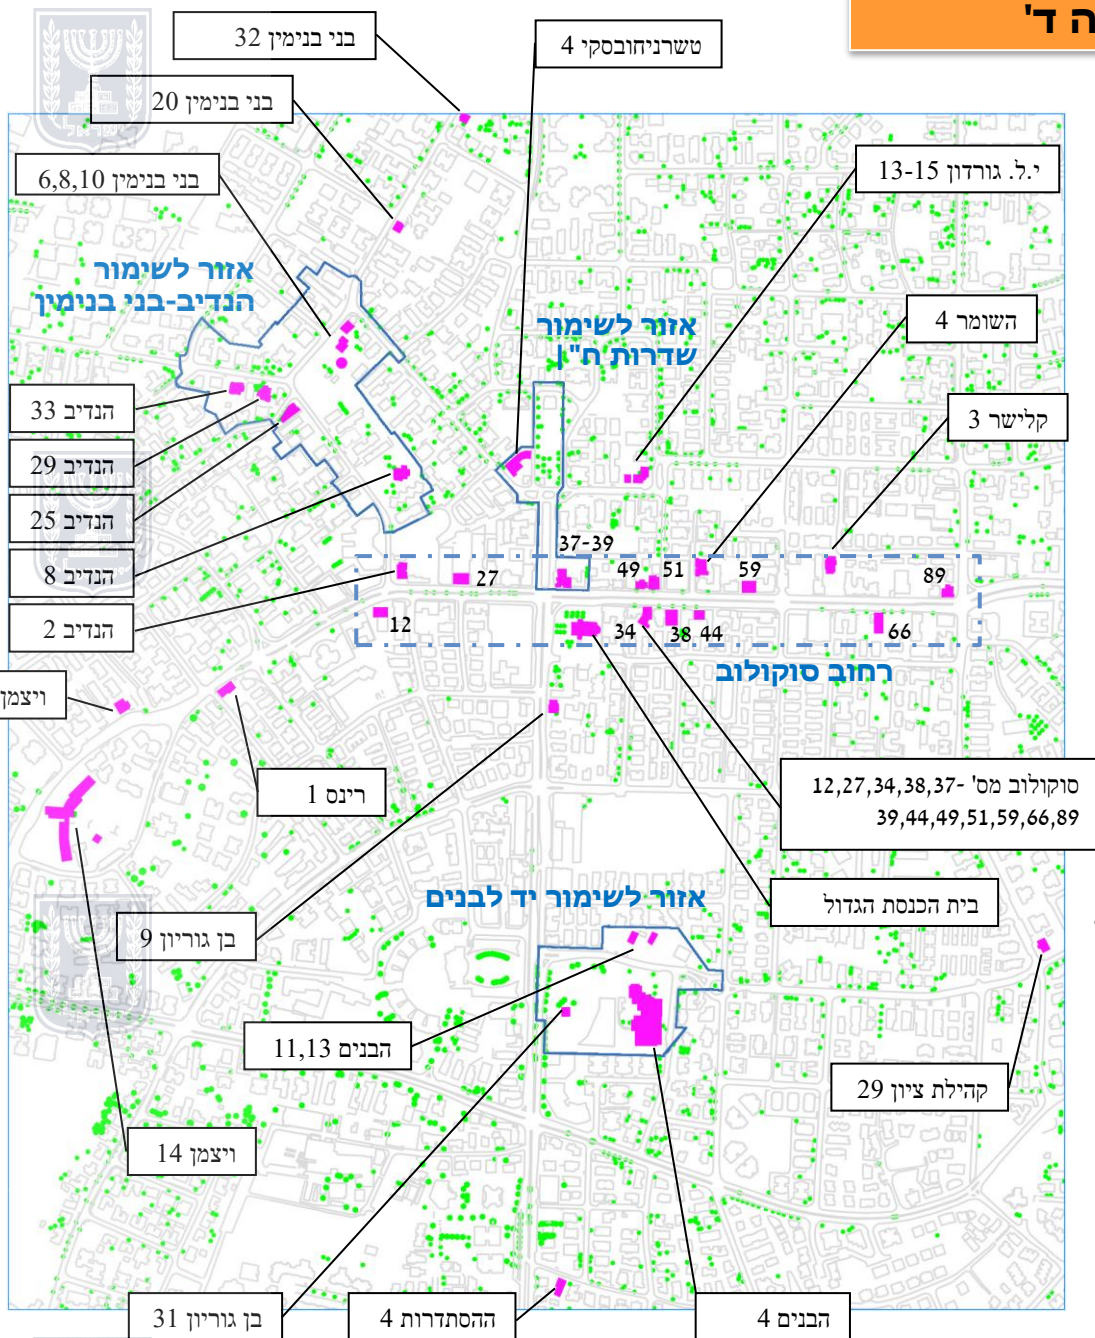 ה ד'
בני בנימין 32
טשרניחובסקי 4
בני בנימין 20
י.ל. גורדון 13-15
בני בנימין 6,8,10
אזור לשימור
הנדיב-בני בנימין
השומר 4
אזור לשימור
שדרות ח"ן
הנדיב 33
קלישר 3
הנדיב 29
הנדיב 25
הנדיב 8
הנדיב 2
37-39
27
49
51
59
89
12
34
38
44
66
רחוב סוקולוב
ויצמן
רינס 1
סוקולוב מס' 12,27,34,38,37-
39,44,49,51,59,66,89
אזור לשימור יד לבנים
בית הכנסת הגדול
בן גוריון 9
הבנים 11,13
קהילת ציון 29
ויצמן 14
בן גוריון 31
ההסתדרות 4
הבנים 4